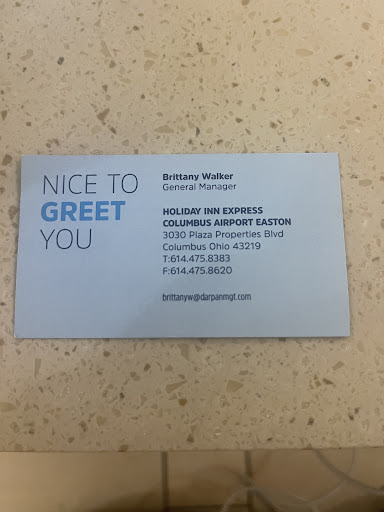 NICE TO
GREET
YOU
Brittany Walker
General Manager
HOLIDAY INN EXPRESS
COLUMBUS AIRPORT EASTON
3030 Plaza Properties Blvd
Columbus Ohio 43219
T:614.475.8383
F:614.475.8620
brittanyw@darpanmgt.com